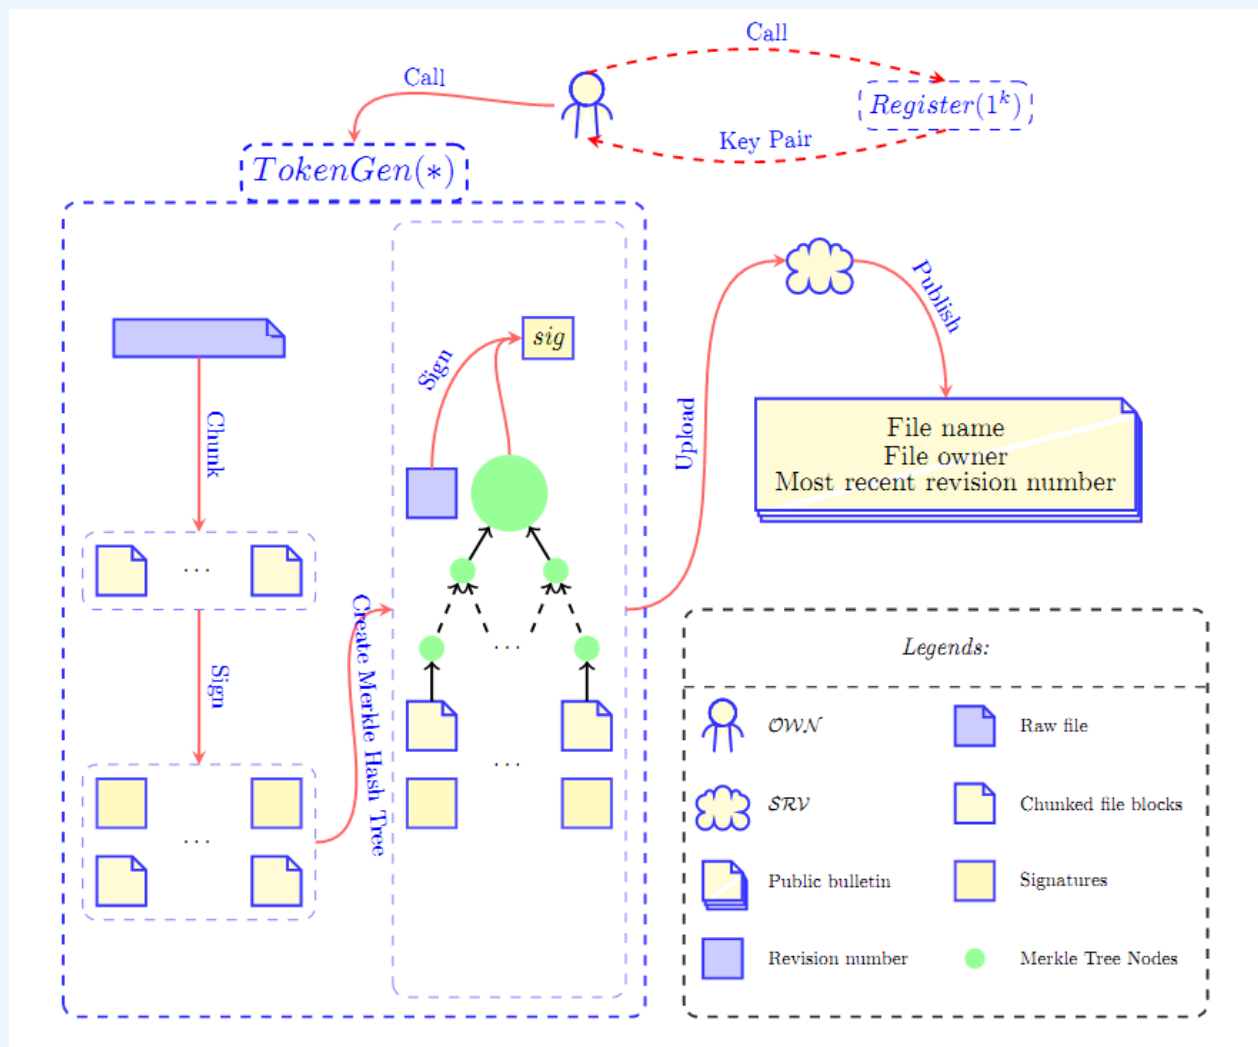 Call
Call
Register(1^k)
Key Pair
TokenGen(∗)
Publish
sig
Sign
Chunk
Upload
File name
File owner
Most recent revision number
...
Create Merkle Hash Tree
Sign
...
...
...
Legends:
OWN
Raw file
SRV
Chunked file blocks
Public bulletin
Signatures
Revision number
Merkle Tree Nodes